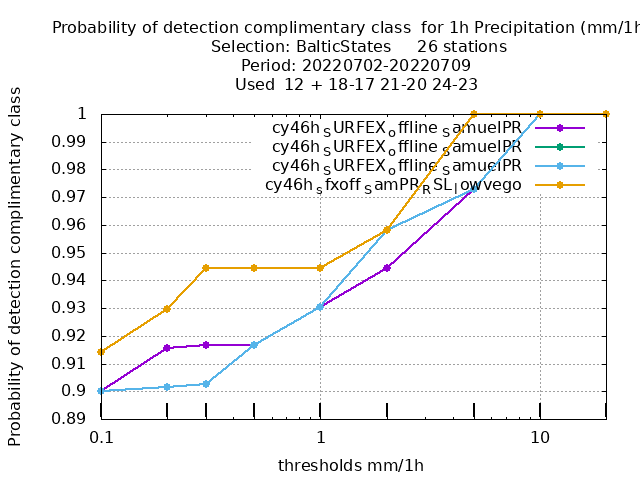 Probability of detection complimentary class  for 1h Precipitation (mm/1h
Selection: BalticStates     26 stations
Period: 20220702-20220709
Used  12 + 18-17 21-20 24-23
Probability of detection complimentary class
cy46h_SURFEX_offline_SamuelPR
cy46h_SURFEX_offline_SamuelPR
cy46h_SURFEX_offline_SamuelPR
cy46h_sfxoff_SamPR_RSL_lowvego
1
0.99
0.98
0.97
0.96
0.95
0.94
0.93
0.92
0.91
0.9
0.89
0.1
1
10
thresholds mm/1h